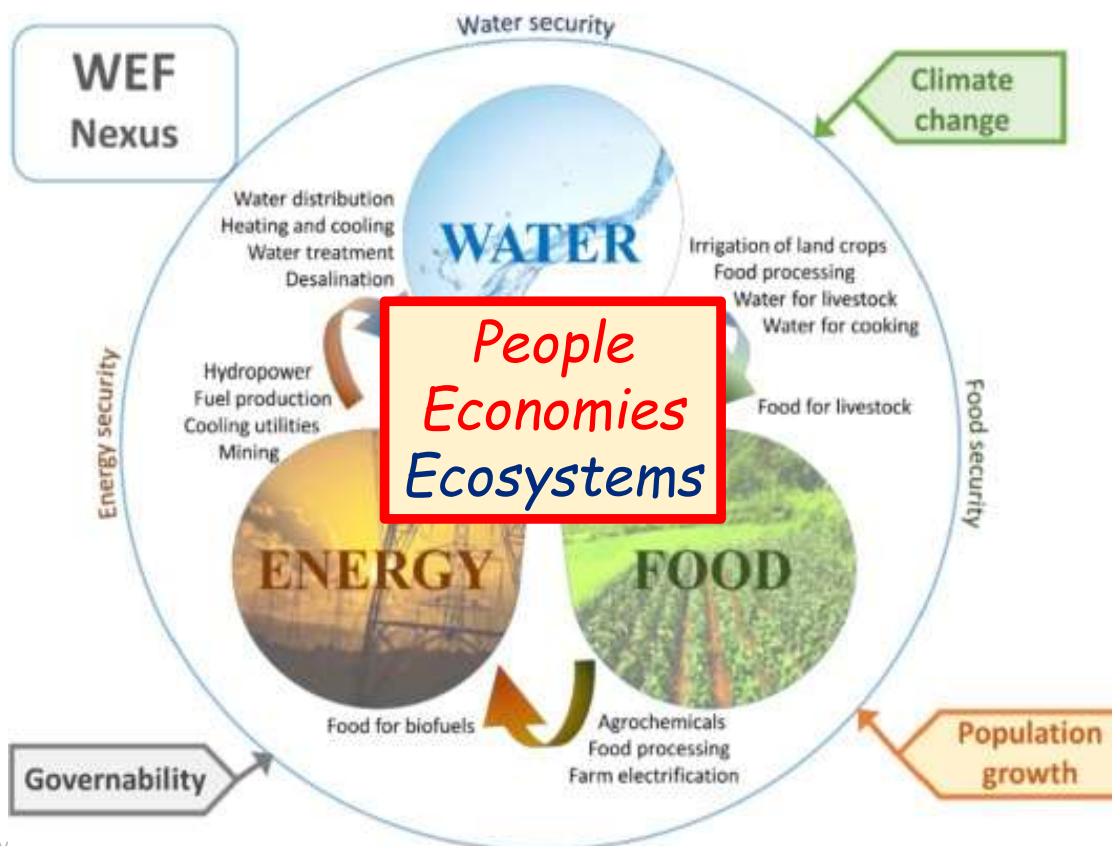 Water security
WEF
Nexus
Climate
change
Water distribution
Heating and cooling
Water treatment
Desalination
WATER
Irrigation of land crops
Food processing
Water for livestock
Water for cooking
People
Economies
Ecosystems
Hydropower
Fuel production
Cooling utilities
Mining
Food for livestock
Energy security
Food security
ENERGY
FOOD
Food for biofuels
Agrochemicals
Food processing
Farm electrification
Governability
Population
growth